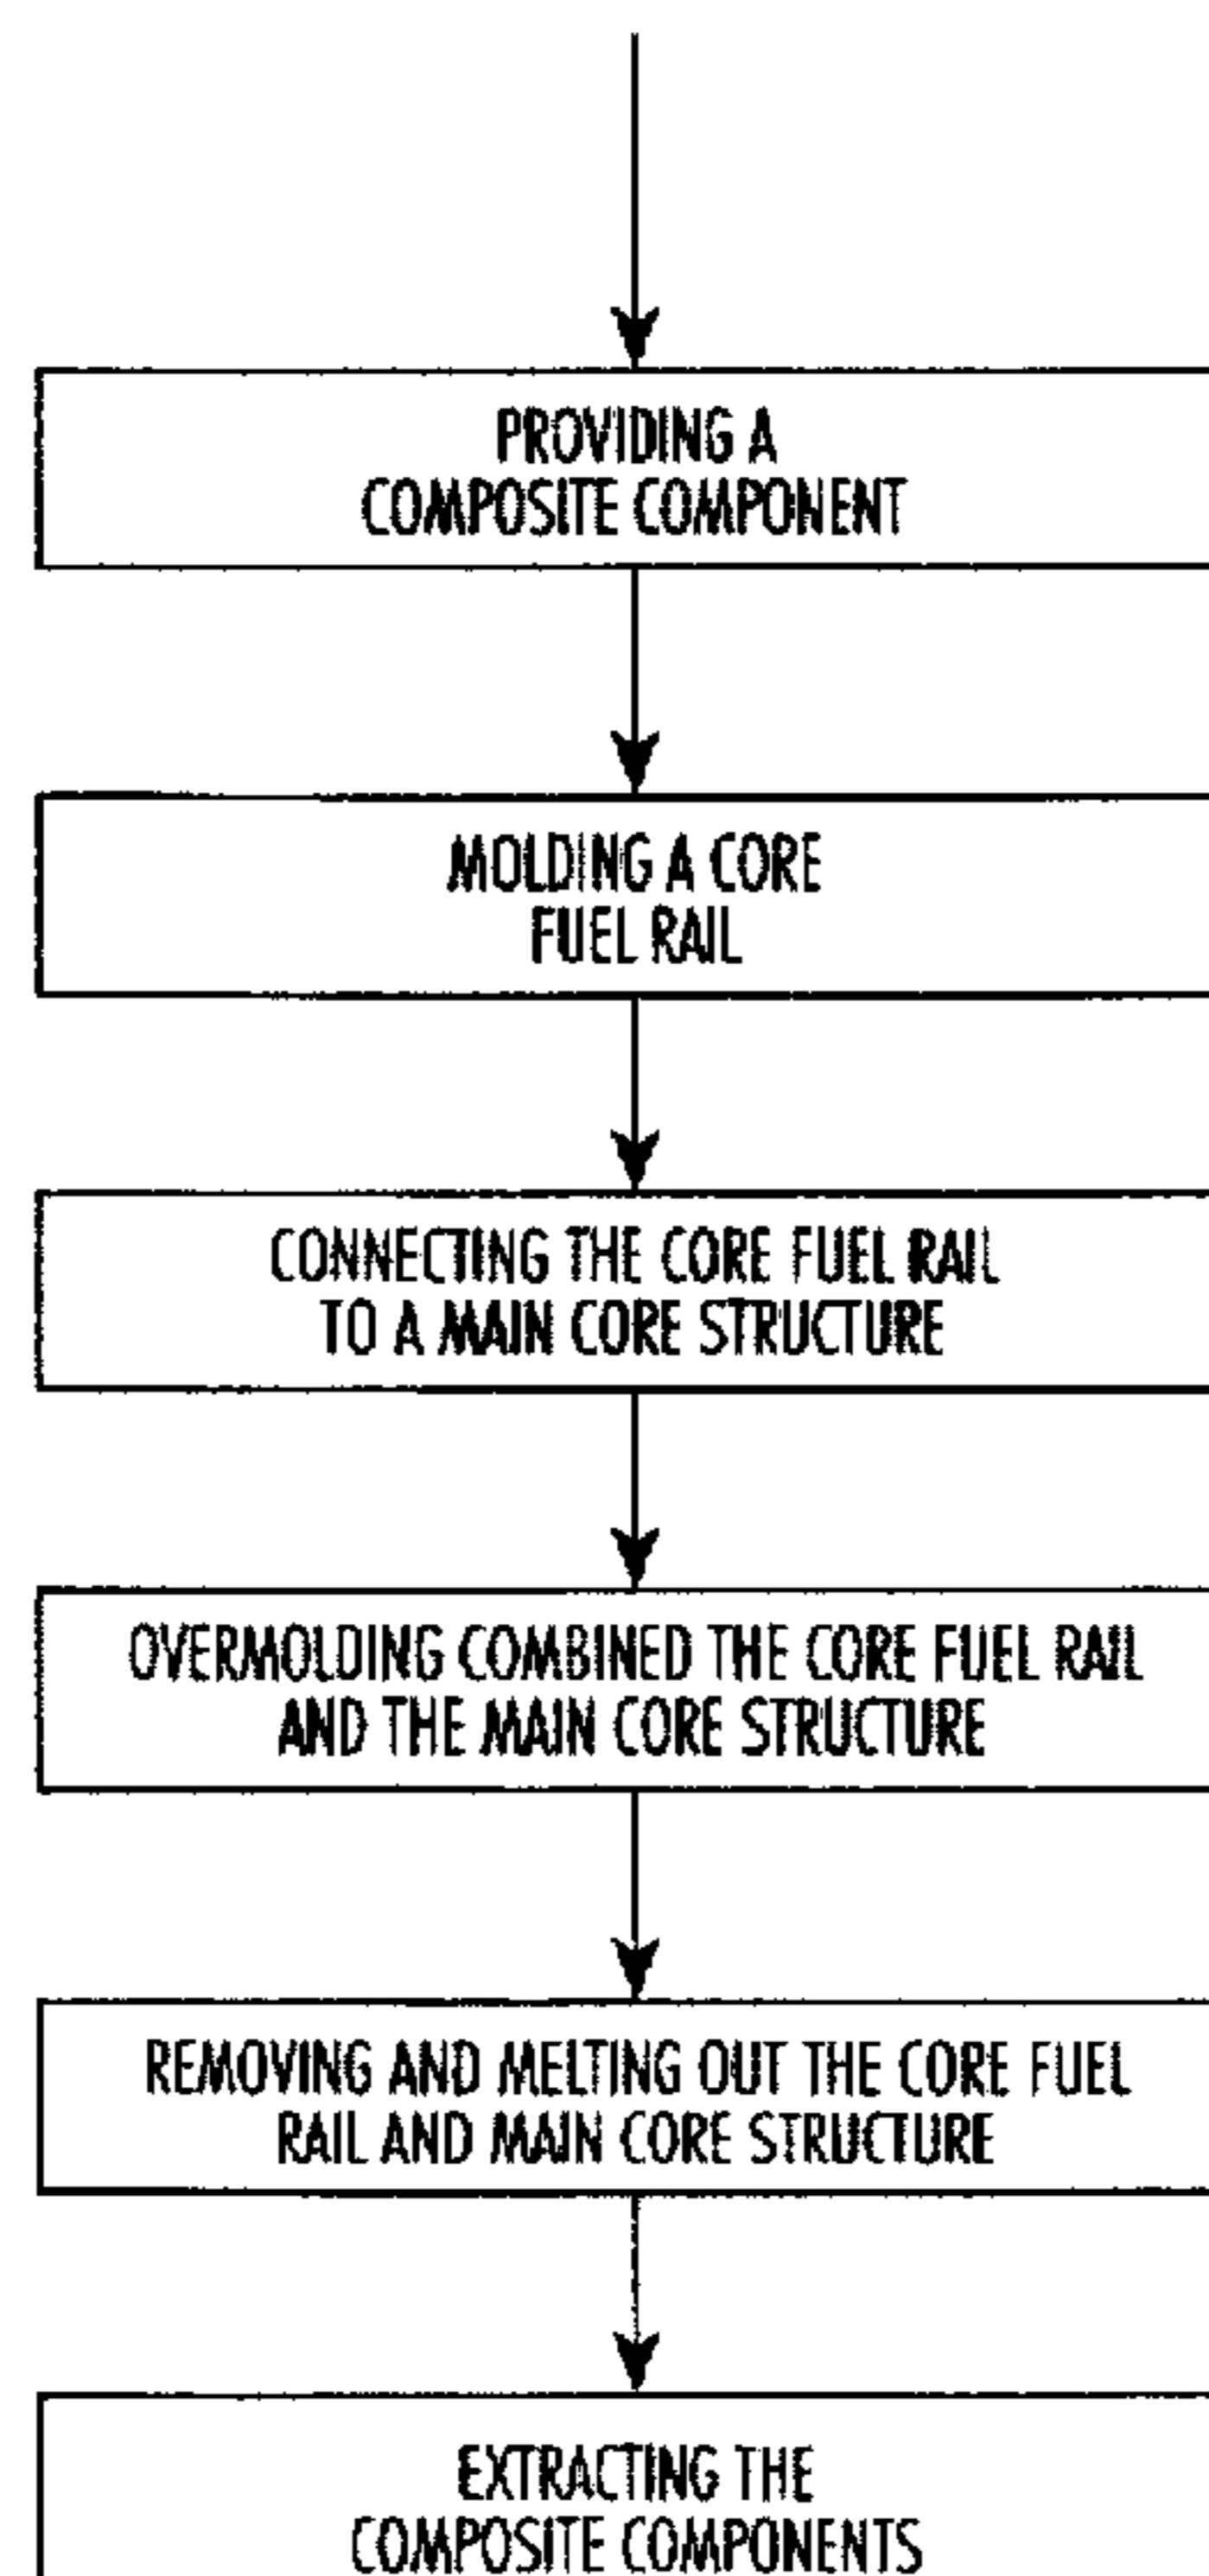 PROVIDING A
COMPOSITE COMPONENT
MOLDING A CORE
FUEL RAIL
CONNECTING THE CORE FUEL RAIL
TO A MAIN CORE STRUCTURE
OVERMOLDING COMBINED THE CORE FUEL RAIL
AND THE MAIN CORE STRUCTURE
REMOVING AND MELTING OUT THE CORE FUEL
RAIL AND MAIN CORE STRUCTURE
EXTRACTING THE
COMPOSITE COMPONENTS